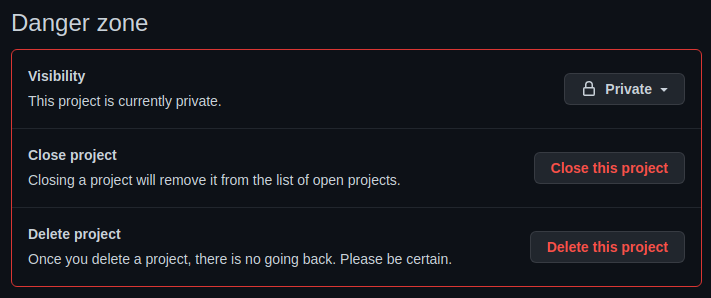 Danger zone
Visibility
This project is currently private.
Private
Close project
Closing a project will remove it from the list of open projects.
Close this project
Delete project
Once you delete a project, there is no going back. Please be certain.
Delete this project